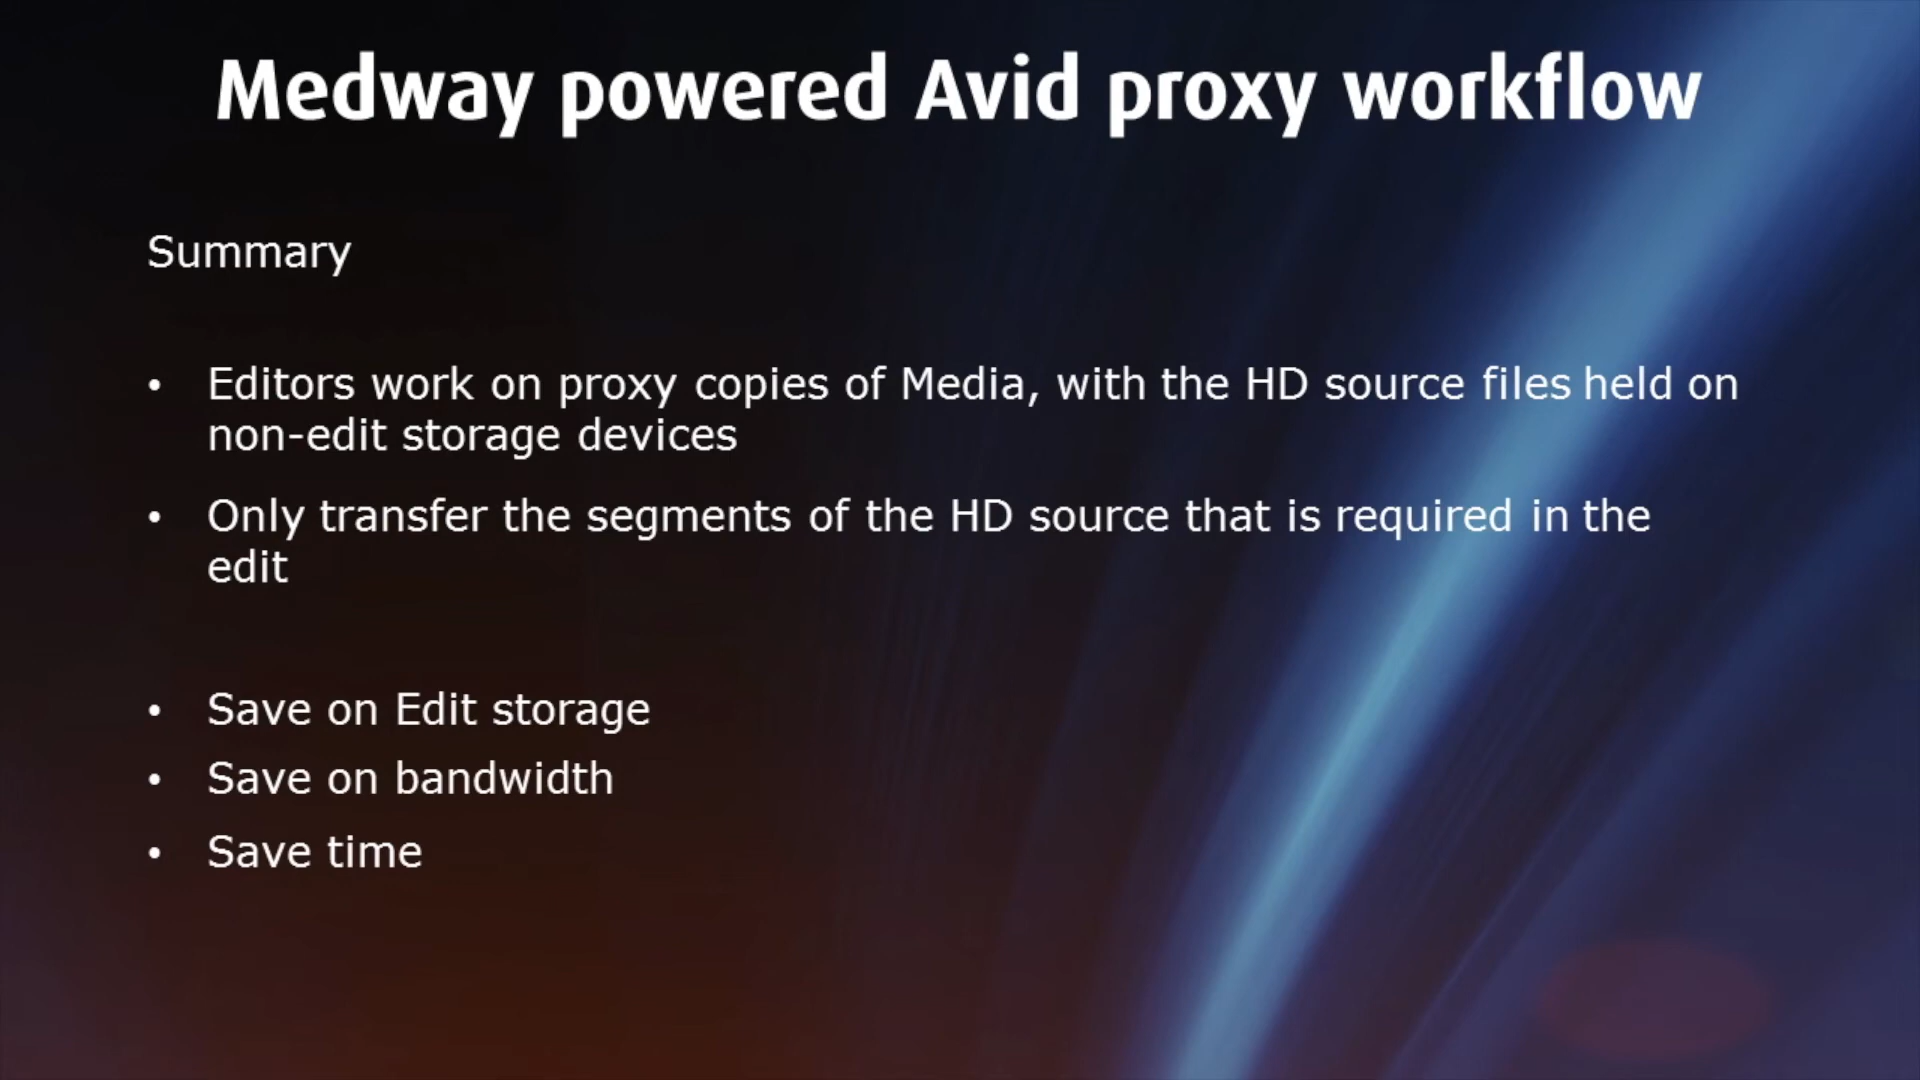 Medway powered Avid proxy workflow
Summary
• Editors work on proxy copies of Media, with the HD source files held on
non-edit storage devices
• Only transfer the segments of the HD source that is required in the
edit
• Save on Edit storage
• Save on bandwidth
• Save time